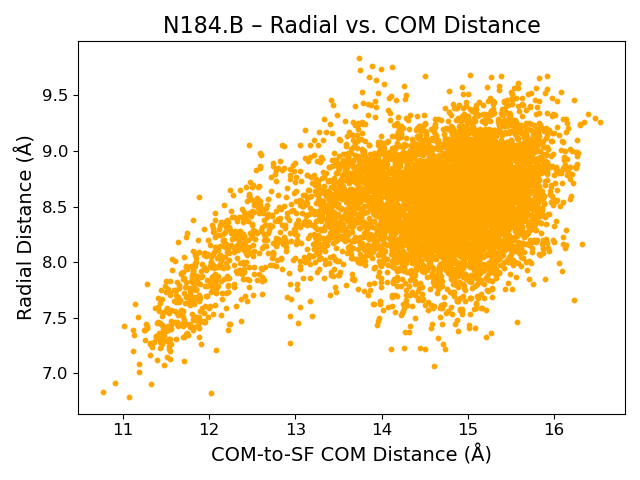 N184.B – Radial vs. COM Distance
Radial Distance (Å)
9.5
9.0
8.5
8.0
7.5
7.0
11 12 13 14 15 16
COM-to-SF COM Distance (Å)